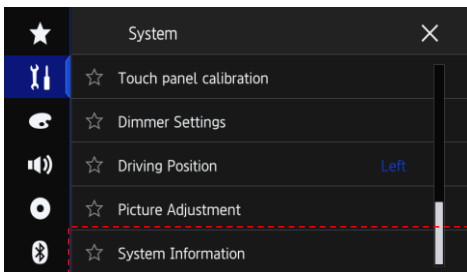 System
Touch panel calibration
Dimmer Settings
Driving Position Left
Picture Adjustment
System Information